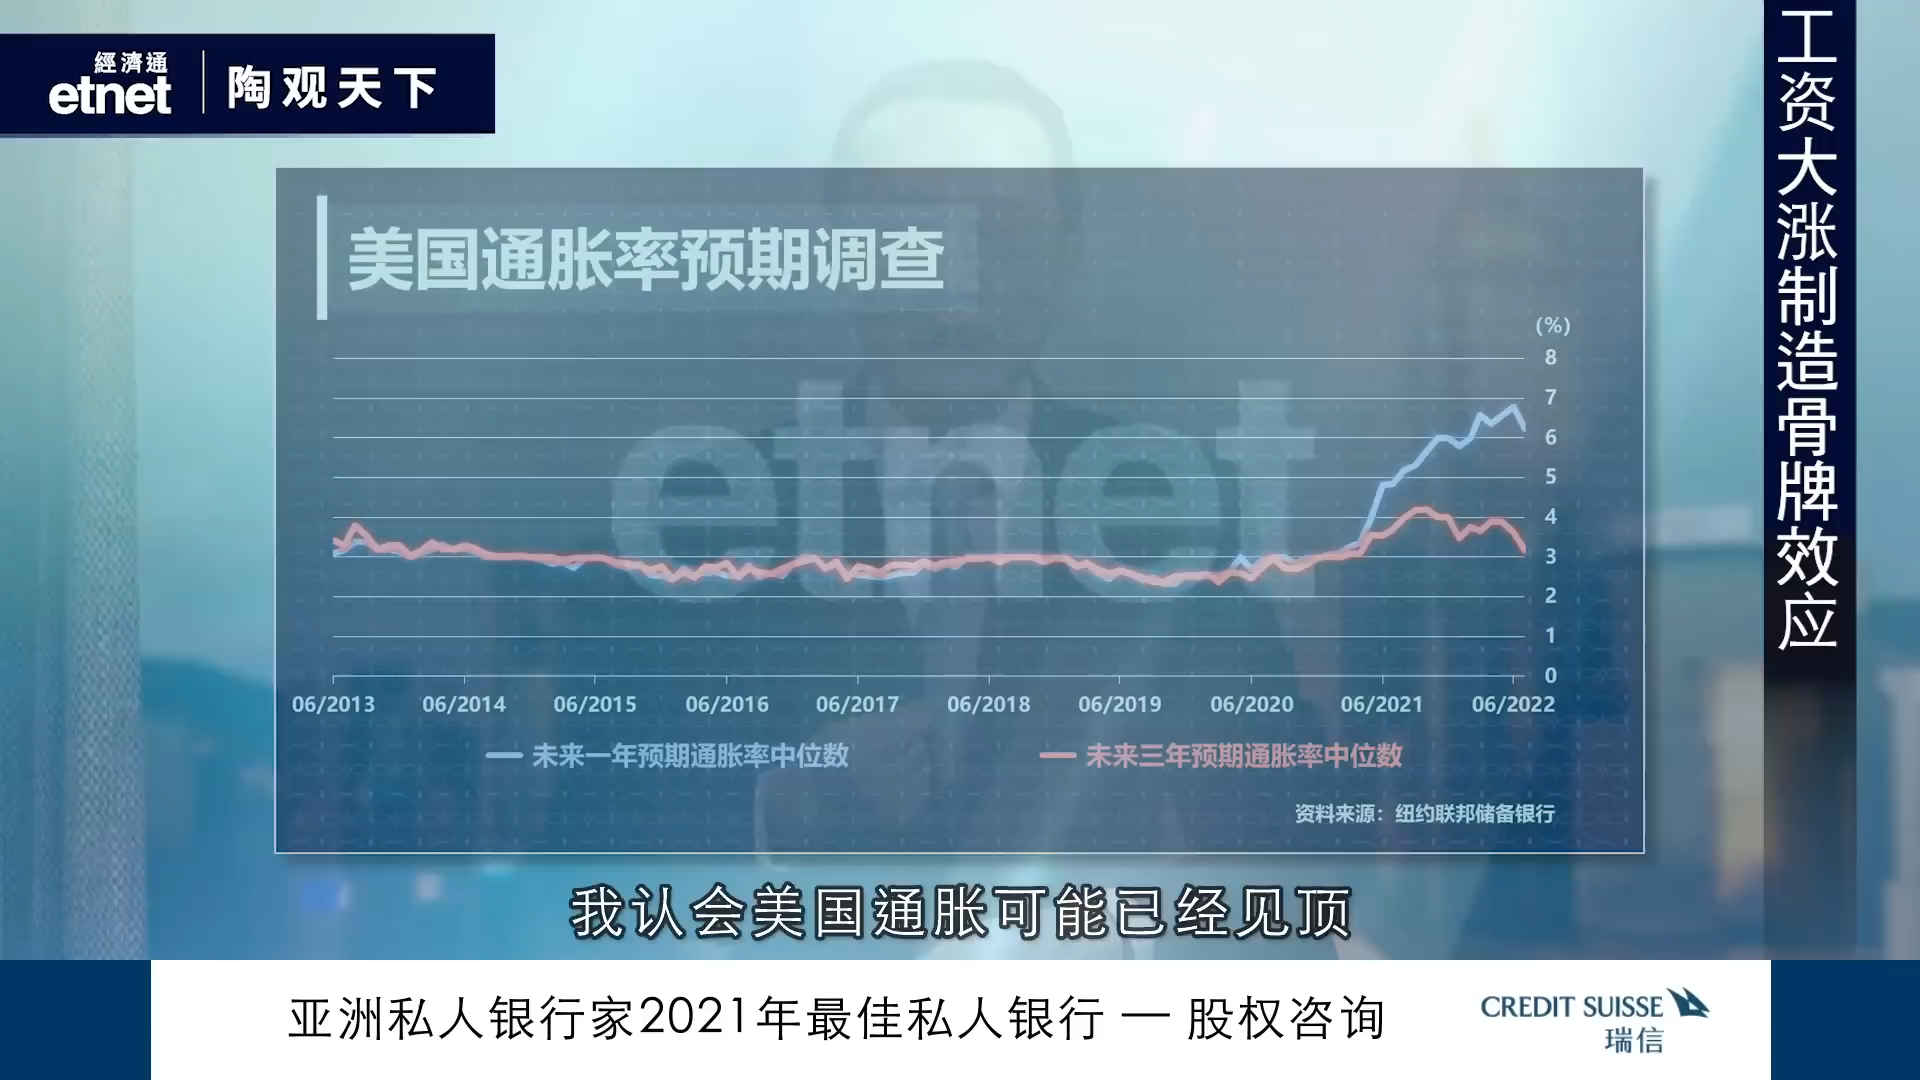 經濟通
etnet
陶观天下
工资大涨制造骨牌效应
美国通胀率预期调查
etnet
(%)
8
7
6
5
4
3
2
1
0
06/2013 06/2014 06/2015 06/2016 06/2017 06/2018 06/2019 06/2020 06/2021 06/2022
未来一年预期通胀率中位数 未来三年预期通胀率中位数
资料来源：纽约联邦储备银行
我认会美国通胀可能已经见顶
亚洲私人银行家2021年最佳私人银行 — 股权咨询
CREDIT SUISSE
瑞信